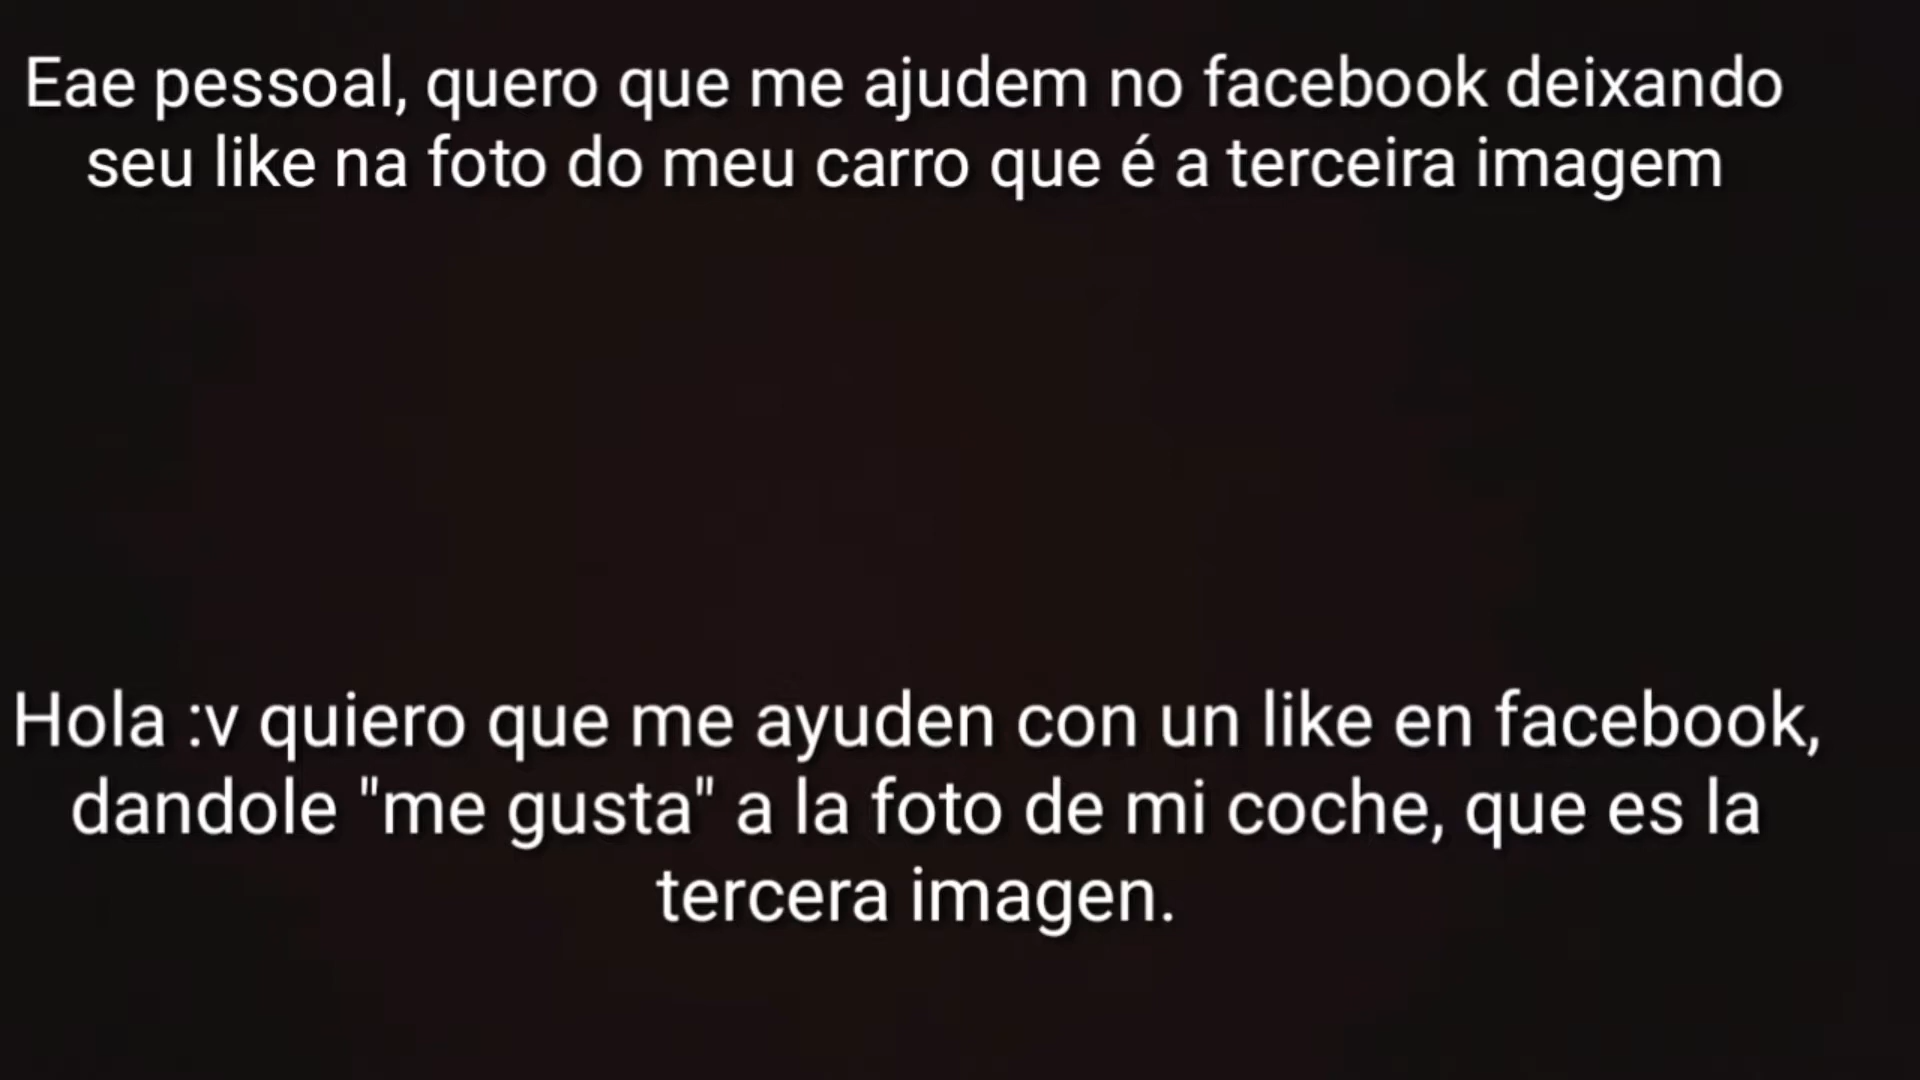 Eae pessoal, quero que me ajudem no facebook deixando
seu like na foto do meu carro que é a terceira imagem
Hola :v quiero que me ayuden con un like en facebook,
dandole "me gusta" a la foto de mi coche, que es la
tercera imagen.